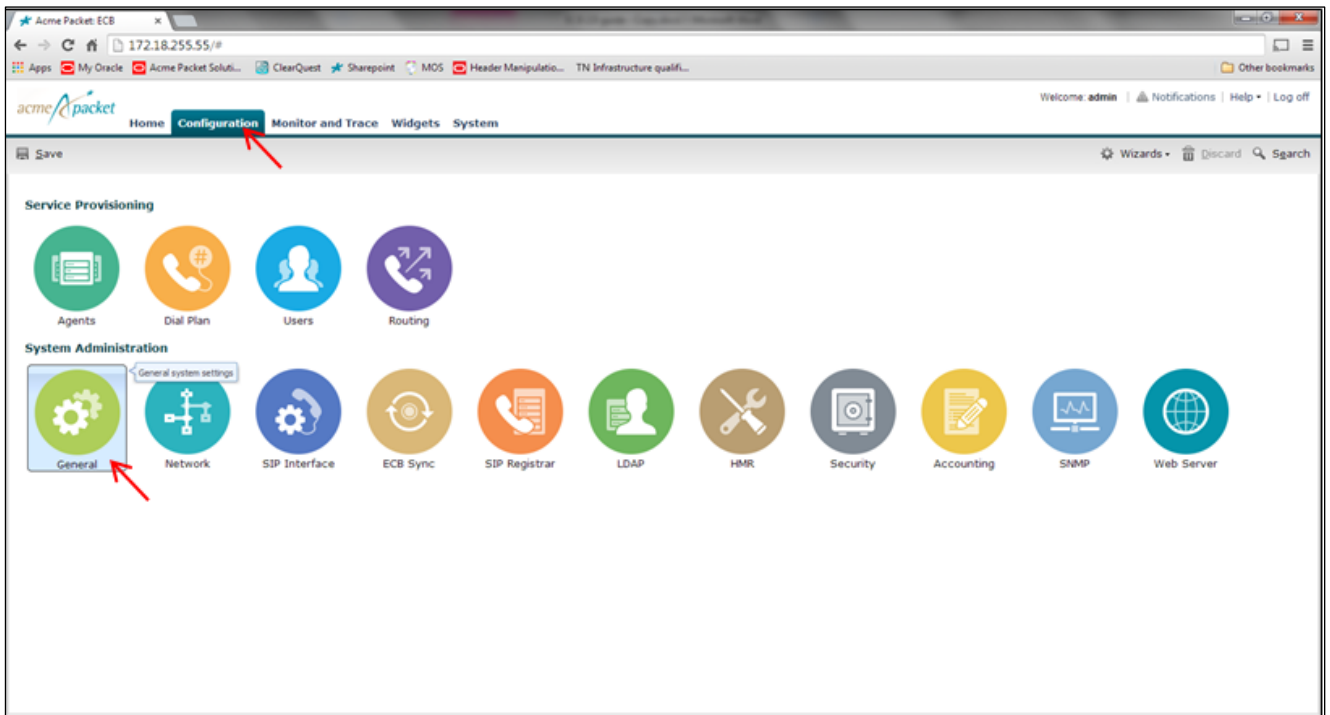 Acme Packet: ECB
172.18.255.55/#
Apps My Oracle Acme Packet Soluti... ClearQuest Sharepoint MOS Header Manipulatio... TN Infrastructure qualifi... Other bookmarks
acme packet
Welcome: admin | Notifications | Help | Log off
Home Configuration Monitor and Trace Widgets System
Save Wizards Discard Search
Service Provisioning
#
Agents Dial Plan Users Routing
System Administration
General system settings
General Network SIP Interface ECB Sync SIP Registrar LDAP HMR Security Accounting SNMP Web Server